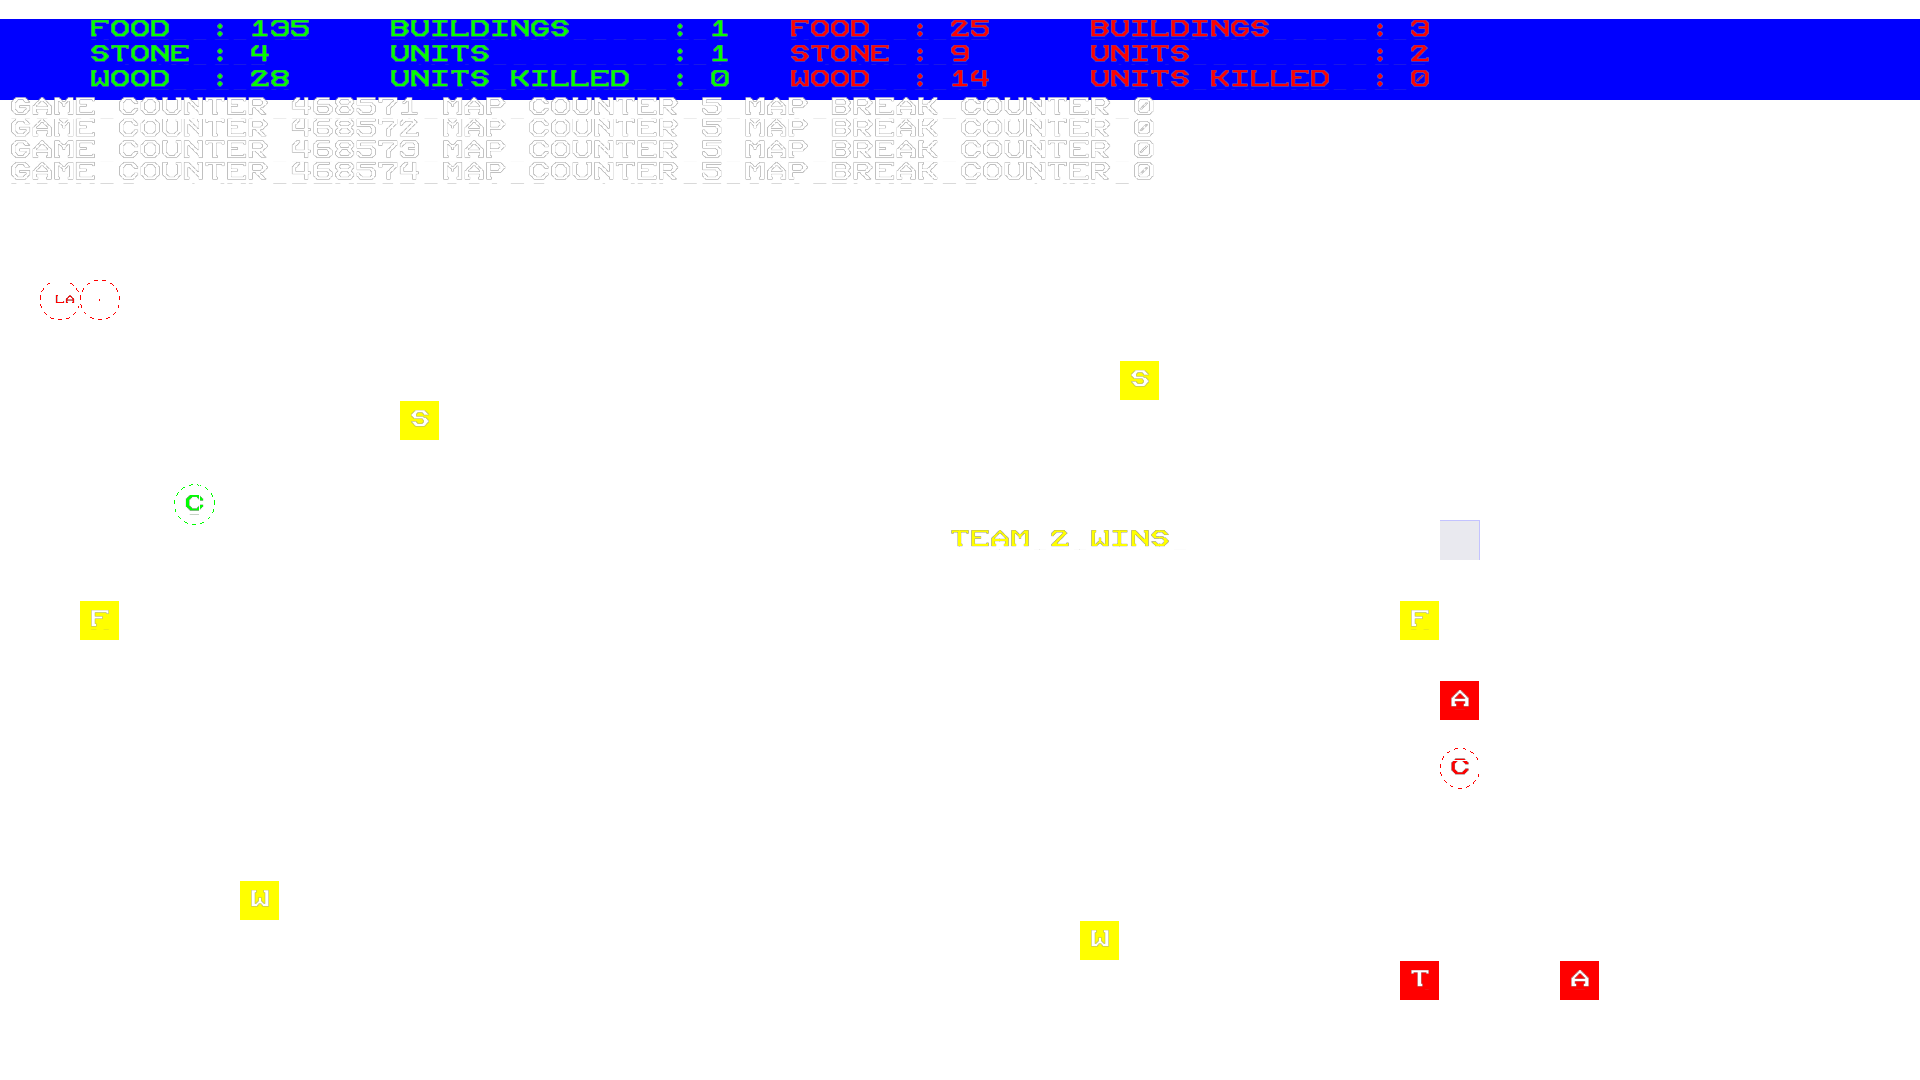 FOOD : 135 BUILDINGS : 1 FOOD : 25 BUILDINGS : 3
STONE : 4 UNITS : 1 STONE : 9 UNITS : 2
WOOD : 28 UNITS KILLED : 0 WOOD : 14 UNITS KILLED : 0
GAME COUNTER 468571 MAP COUNTER 5 MAP BREAK COUNTER 0
GAME COUNTER 468572 MAP COUNTER 5 MAP BREAK COUNTER 0
GAME COUNTER 468573 MAP COUNTER 5 MAP BREAK COUNTER 0
GAME COUNTER 468574 MAP COUNTER 5 MAP BREAK COUNTER 0
LA
S
S
C
TEAM 2 WINS
F
F
A
C
W
W
T
A